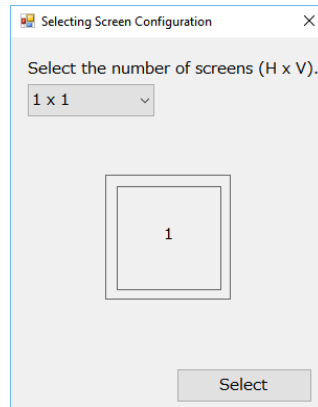 Selecting Screen Configuration
Select the number of screens (H x V).
1 x 1
1
Select